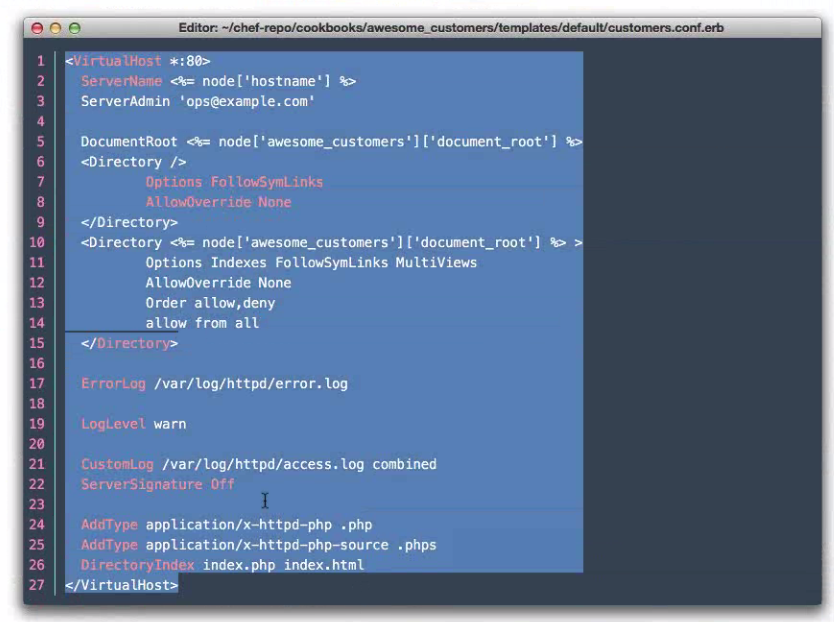 Editor: ~/chef-repo/cookbooks/awesome_customers/templates/default/customers.conf.erb
1 <VirtualHost *:80>
2   ServerName <%= node['hostname'] %>
3   ServerAdmin 'ops@example.com'
4
5   DocumentRoot <%= node['awesome_customers']['document_root'] %>
6   <Directory />
7           Options FollowSymLinks
8           AllowOverride None
9   </Directory>
10   <Directory <%= node['awesome_customers']['document_root'] %> >
11           Options Indexes FollowSymLinks MultiViews
12           AllowOverride None
13           Order allow,deny
14           allow from all
15   </Directory>
16
17   ErrorLog /var/log/httpd/error.log
18
19   LogLevel warn
20
21   CustomLog /var/log/httpd/access.log combined
22   ServerSignature Off
23
24   AddType application/x-httpd-php .php
25   AddType application/x-httpd-php-source .phps
26   DirectoryIndex index.php index.html
27 </VirtualHost>